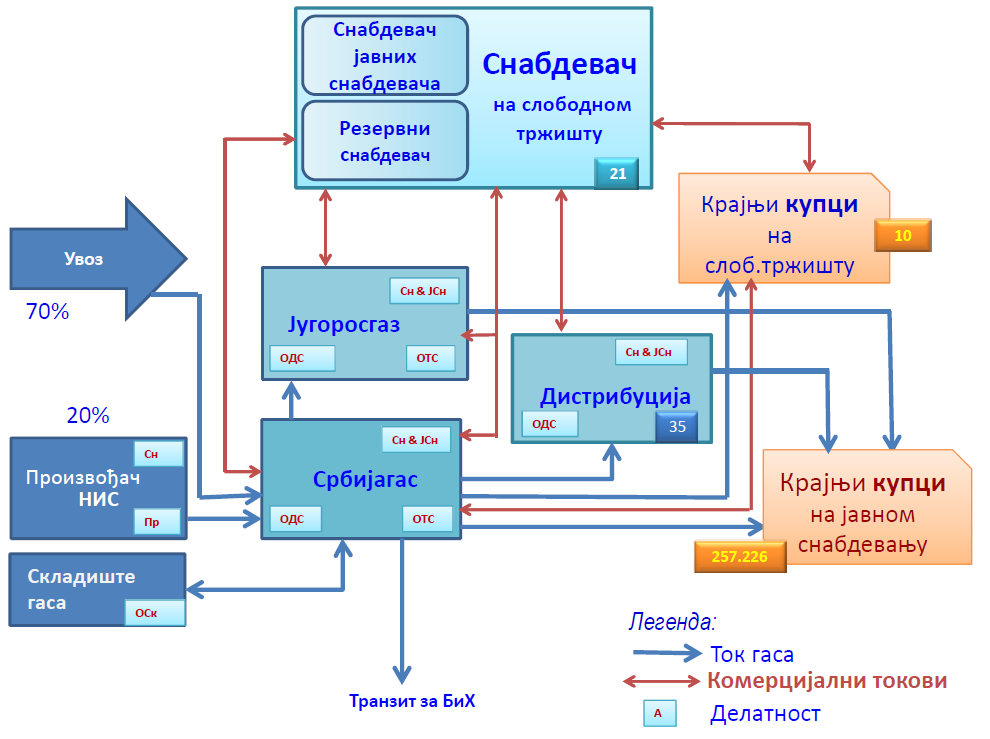 Снабдевач
јавних
снабдевача
Резервни
снабдевач
Снабдевач
на слободном
тржишту
21
Крајњи купци
на
слоб.тржишту
10
Увоз
70%
Сн & ЈСн
Југоросгаз
ОДС
ОТС
Сн & ЈСн
Дистрибуција
ОДС
35
20%
Сн
Произвођач
НИС
Пр
Сн & ЈСн
Србијагас
ОДС
ОТС
Крајњи купци
на јавном
снабдевању
257.226
Складиште
гаса
ОСк
Транзит за БиХ
Легенда:
Ток гаса
Комерцијални токови
А
Делатност